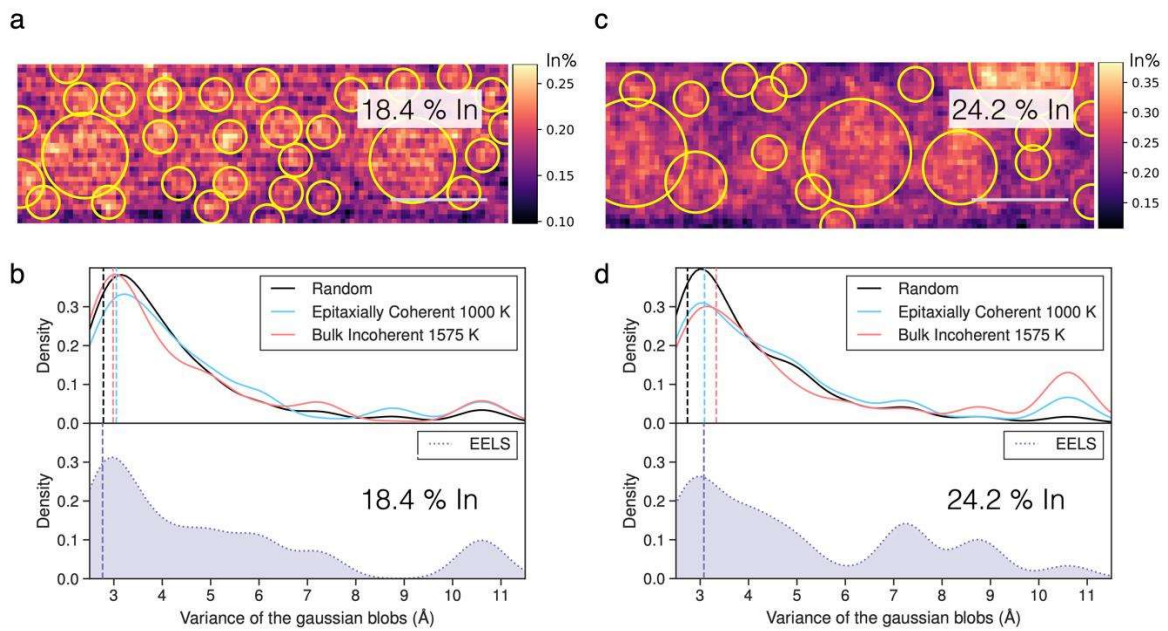 a
In%
0.25
0.20
0.15
0.10
18.4 % In
c
In%
0.35
0.30
0.25
0.20
0.15
24.2 % In
b
Density
0.3
0.2
0.1
0.0
Random
Epitaxially Coherent 1000 K
Bulk Incoherent 1575 K
Density
0.3
0.2
0.1
0.0
EELS
18.4 % In
3 4 5 6 7 8 9 10 11
Variance of the gaussian blobs (Å)
d
Density
0.3
0.2
0.1
0.0
Random
Epitaxially Coherent 1000 K
Bulk Incoherent 1575 K
Density
0.3
0.2
0.1
0.0
EELS
24.2 % In
3 4 5 6 7 8 9 10 11
Variance of the gaussian blobs (Å)